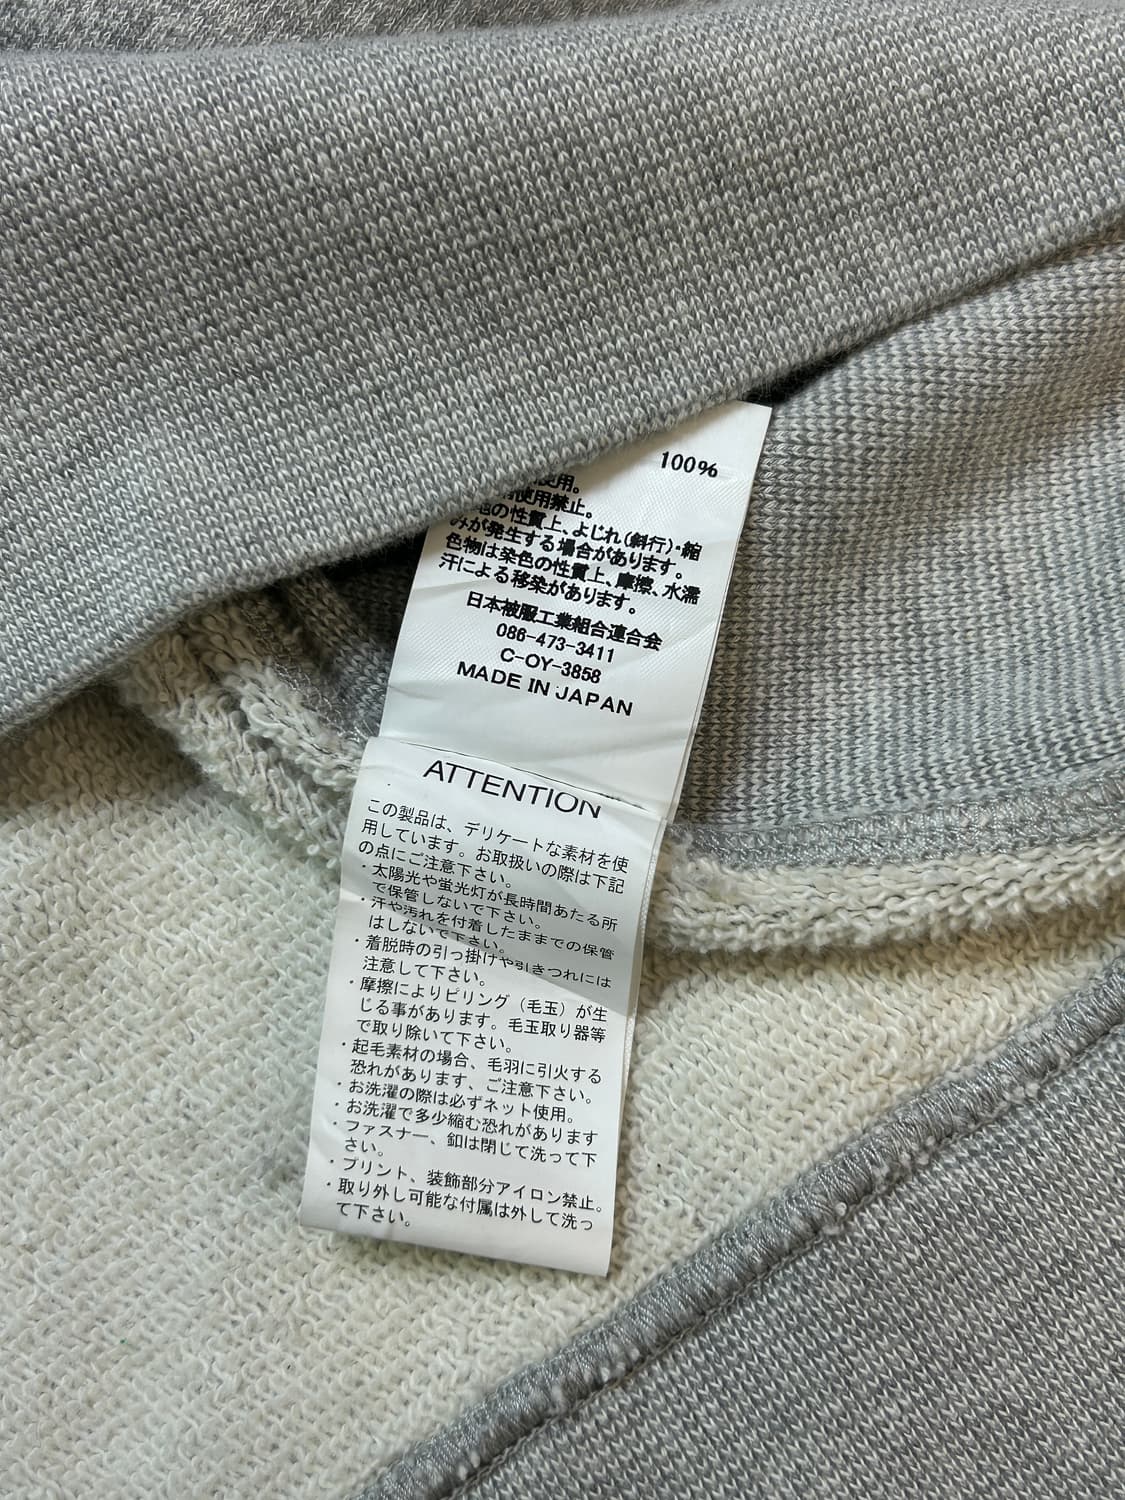 100%
使用。
使用禁止。
の性質上、よじれ(斜行)・縮
みが発生する場合があります。
色物は染色の性質上、摩擦、水濡
汗による移染があります。
日本被服工業組合連合会
086-473-3411
C-OY-3858
MADE IN JAPAN
ATTENTION
この製品は、デリケートな素材を使
用しています。お取扱いの際は下記
の点にご注意下さい。
・太陽光や蛍光灯が長時間あたる所
で保管しないで下さい。
・汗や汚れを付着したままでの保管
はしないで下さい。
・着脱時の引っ掛けや引きつれには
注意して下さい。
・摩擦によりピリング（毛玉）が生
じる事があります。毛玉取り器等
で取り除いて下さい。
・起毛素材の場合、毛羽に引火する
恐れがあります、ご注意下さい。
・お洗濯の際は必ずネット使用。
・お洗濯で多少縮む恐れがあります
・ファスナー、釦は閉じて洗って下
さい。
・プリント、装飾部分アイロン禁止。
・取り外し可能な付属は外して洗っ
て下さい。